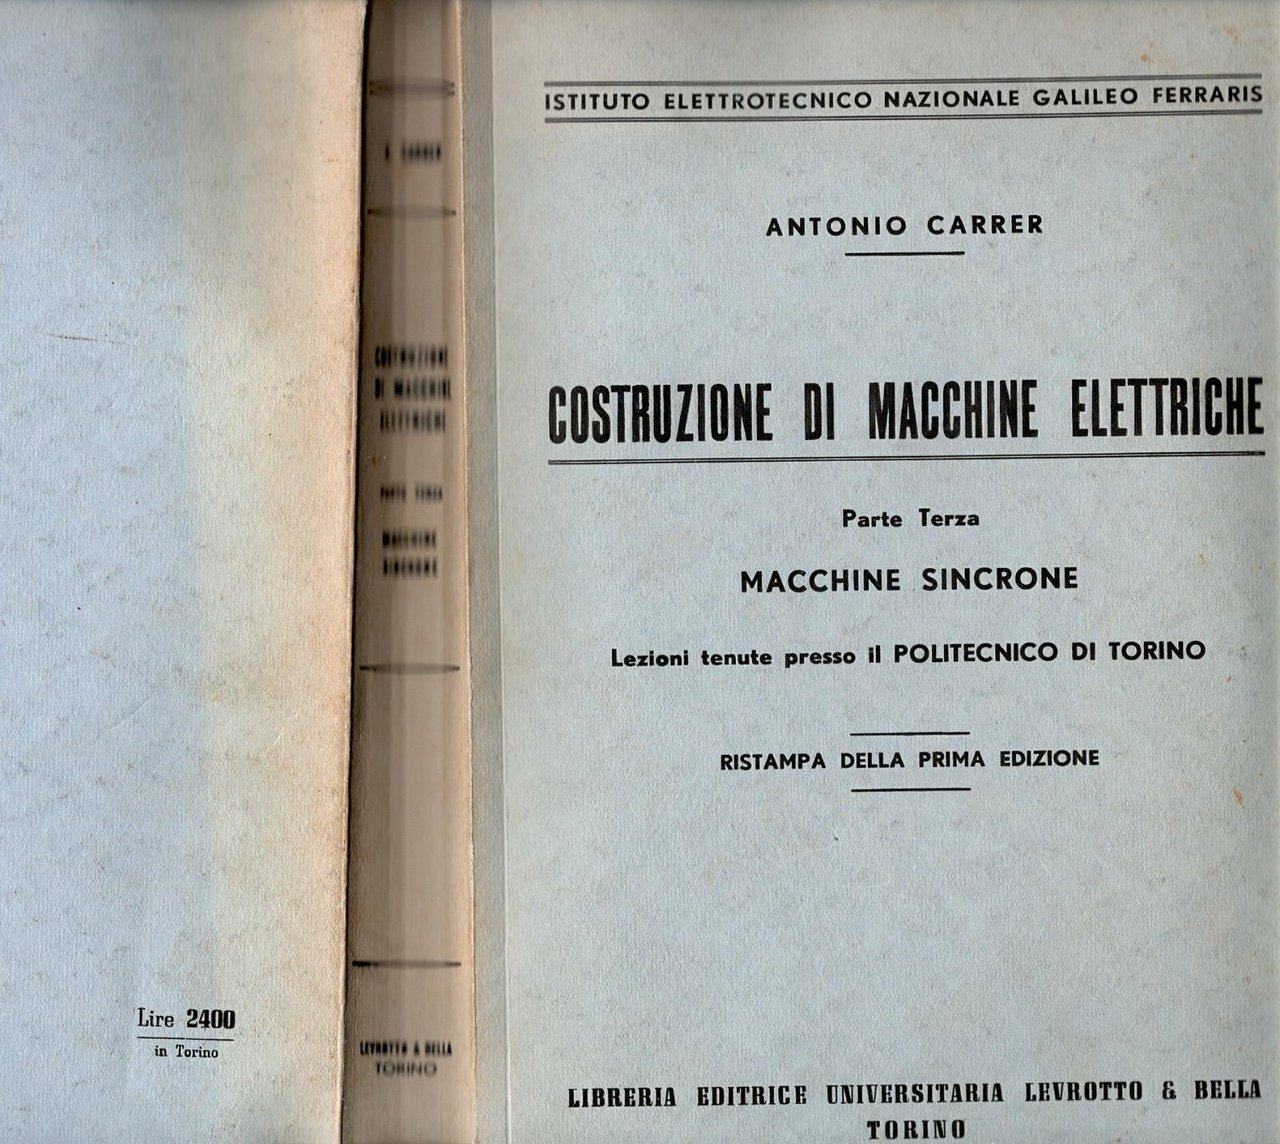 Lire 2400
in Torino
A. CARRER
COSTRUZIONE
DI MACCHINE
ELETTRICHE
PARTE TERZA
MACCHINE
SINCRONE
LEVROTTO & BELLA
TORINO
ISTITUTO ELETTROTECNICO NAZIONALE GALILEO FERRARIS
ANTONIO CARRER
COSTRUZIONE DI MACCHINE ELETTRICHE
Parte Terza
MACCHINE SINCRONE
Lezioni tenute presso il POLITECNICO DI TORINO
RISTAMPA DELLA PRIMA EDIZIONE
LIBRERIA EDITRICE UNIVERSITARIA LEVROTTO & BELLA
TORINO